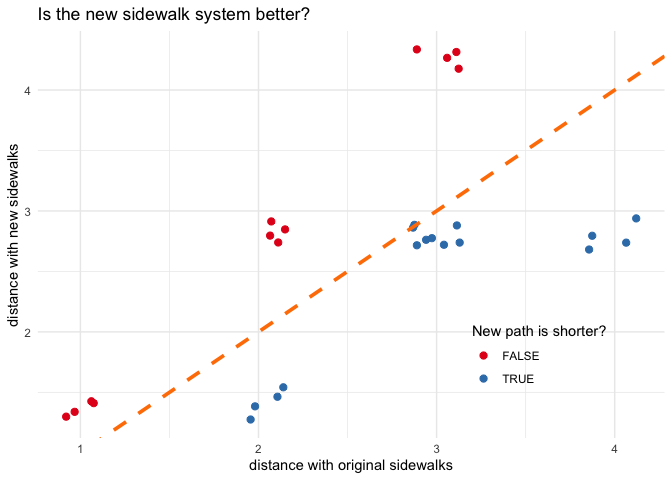 Is the new sidewalk system better?
distance with new sidewalks
4
3
2
New path is shorter?
FALSE
TRUE
1 2 3 4
distance with original sidewalks